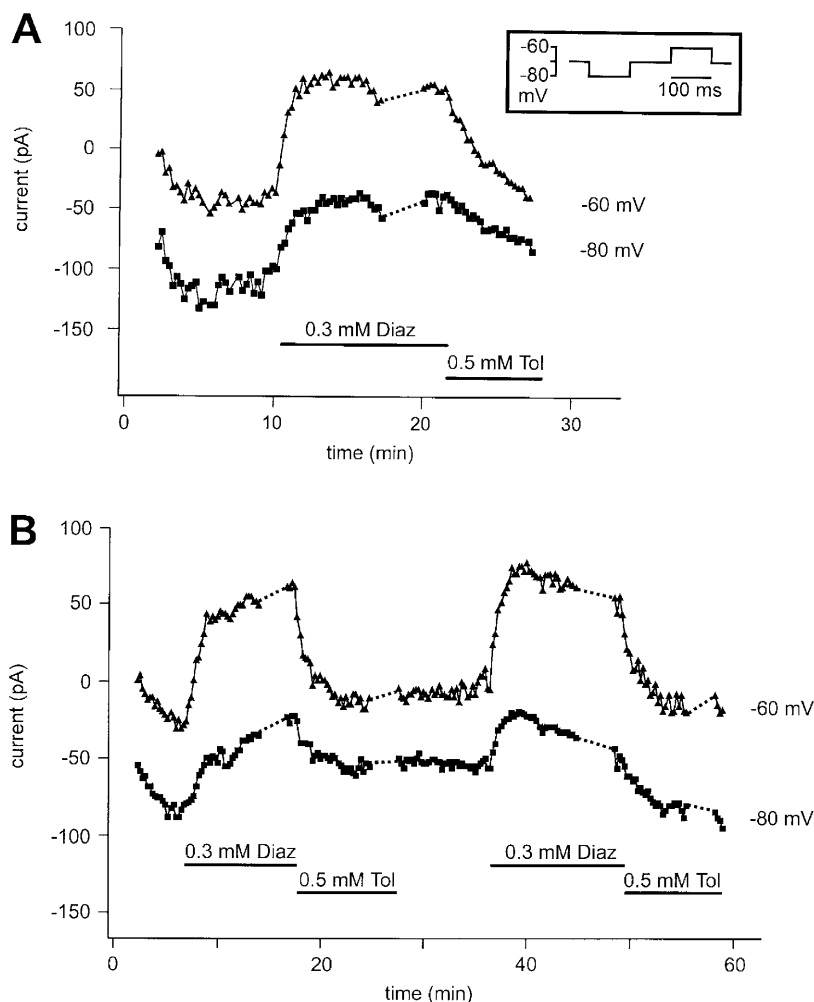 A
100
50
0
-50
-100
-150
current (pA)
-60
-80
mV
100 ms
-60 mV
-80 mV
0.3 mM Diaz
0.5 mM Tol
0
10
20
30
time (min)
B
100
50
0
-50
-100
-150
current (pA)
-60 mV
-80 mV
0.3 mM Diaz
0.5 mM Tol
0.3 mM Diaz
0.5 mM Tol
0
20
40
60
time (min)